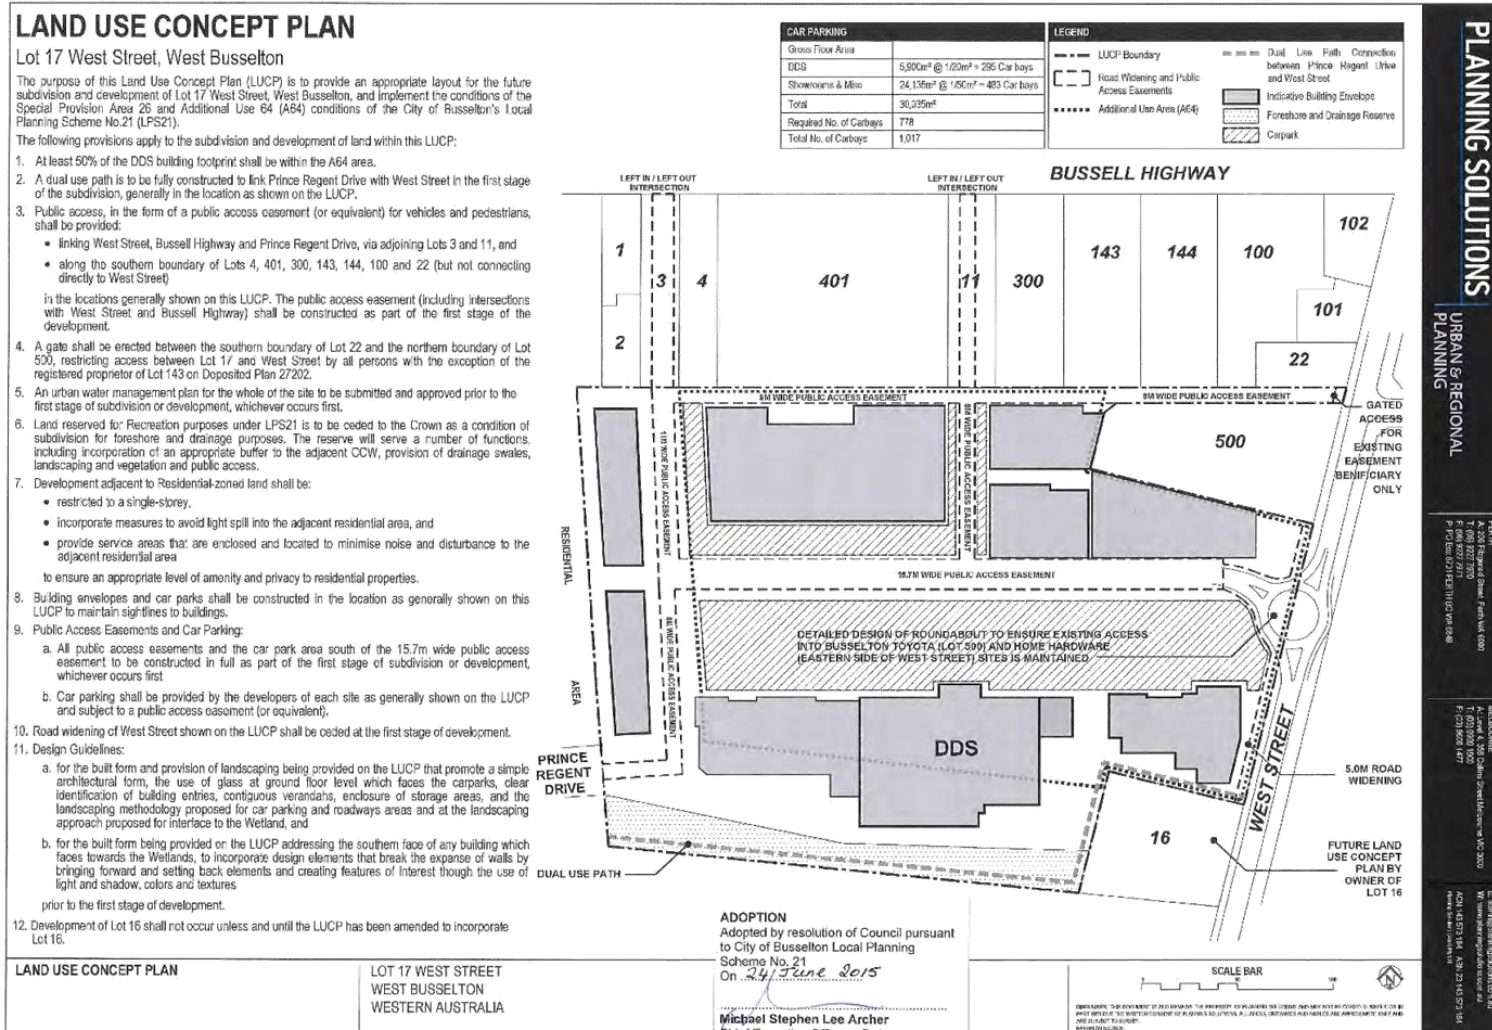 LAND USE CONCEPT PLAN
Lot 17 West Street, West Busselton
The purpose of this Land Use Concept Plan (LUCP) is to provide an appropriate layout for the future
subdivision and development of Lot 17 West Street, West Busselton, and implement the conditions of the
Special Provision Area 26 and Additional Use 64 (A64) conditions of the City of Busselton's Local
Planning Scheme No.21 (LPS21).
The following provisions apply to the subdivision and development of land within this LUCP:
1. At least 50% of the DDS building footprint shall be within the A64 area.
2. A dual use path is to be fully constructed to link Prince Regent Drive with West Street in the first stage
of the subdivision, generally in the location as shown on the LUCP.
3. Public access, in the form of a public access easement (or equivalent) for vehicles and pedestrians,
shall be provided:
• linking West Street, Bussell Highway and Prince Regent Drive, via adjoining Lots 3 and 11, and
• along the southern boundary of Lots 4, 401, 300, 143, 144, 100 and 22 (but not connecting
directly to West Street)
in the locations generally shown on this LUCP. The public access easement (including intersections
with West Street and Bussell Highway) shall be constructed as part of the first stage of the
development.
4. A gate shall be erected between the southern boundary of Lot 22 and the northern boundary of Lot
500, restricting access between Lot 17 and West Street by all persons with the exception of the
registered proprietor of Lot 143 on Deposited Plan 27202.
5. An urban water management plan for the whole of the site to be submitted and approved prior to the
first stage of subdivision or development, whichever occurs first.
6. Land reserved for Recreation purposes under LPS21 is to be ceded to the Crown as a condition of
subdivision for foreshore and drainage purposes. The reserve will serve a number of functions,
including incorporation of an appropriate buffer to the adjacent CCW, provision of drainage swales,
landscaping and vegetation and public access.
7. Development adjacent to Residential-zoned land shall be:
• restricted to a single-storey,
• incorporate measures to avoid light spill into the adjacent residential area, and
• provide service areas that are enclosed and located to minimise noise and disturbance to the
adjacent residential area
to ensure an appropriate level of amenity and privacy to residential properties.
8. Building envelopes and car parks shall be constructed in the location as generally shown on this
LUCP to maintain sightlines to buildings.
9. Public Access Easements and Car Parking:
a. All public access easements and the car park area south of the 15.7m wide public access
easement to be constructed in full as part of the first stage of subdivision or development,
whichever occurs first
b. Car parking shall be provided by the developers of each site as generally shown on the LUCP
and subject to a public access easement (or equivalent).
10. Road widening of West Street shown on the LUCP shall be ceded at the first stage of development.
11. Design Guidelines:
a. for the built form and provision of landscaping being provided on the LUCP that promote a simple
architectural form, the use of glass at ground floor level which faces the carparks, clear
identification of building entries, contiguous verandahs, enclosure of storage areas, and the
landscaping methodology proposed for car parking and roadways areas and at the landscaping
approach proposed for interface to the Wetland, and
b. for the built form being provided on the LUCP addressing the southern face of any building which
faces towards the Wetlands, to incorporate design elements that break the expanse of walls by
bringing forward and setting back elements and creating features of interest though the use of
light and shadow, colors and textures
prior to the first stage of development.
12. Development of Lot 16 shall not occur unless and until the LUCP has been amended to incorporate
Lot 16.
CAR PARKING
Gross Floor Area
DDS 5,900m² @ 1/20m² = 295 Car bays
Showrooms & Misc 24,135m² @ 1/50m² = 483 Car bays
Total 30,035m²
Required No. of Carbays 778
Total No. of Carbays 1,017
LEGEND
LUCP Boundary
Road Widening and Public
Access Easements
Additional Use Area (A64)
Dual Use Path Connection
between Prince Regent Drive
and West Street
Indicative Building Envelope
Foreshore and Drainage Reserve
Carpark
BUSSELL HIGHWAY
LEFT IN / LEFT OUT
INTERSECTION
LEFT IN / LEFT OUT
INTERSECTION
1
2
3
4
401
11
300
143
144
100
102
101
22
8M WIDE PUBLIC ACCESS EASEMENT
8M WIDE PUBLIC ACCESS EASEMENT
8M WIDE PUBLIC ACCESS EASEMENT
WIDE PUBLIC ACCESS EASEMENT
500
GATED
ACCESS
FOR
EXISTING
EASEMENT
BENIFICIARY
ONLY
RESIDENTIAL
AREA
15.7M WIDE PUBLIC ACCESS EASEMENT
8M WIDE PUBLIC ACCESS EASEMENT
DETAILED DESIGN OF ROUNDABOUT TO ENSURE EXISTING ACCESS
INTO BUSSELTON TOYOTA (LOT 500) AND HOME HARDWARE
(EASTERN SIDE OF WEST STREET) SITES IS MAINTAINED
DDS
PRINCE
REGENT
DRIVE
WEST STREET
5.0M ROAD
WIDENING
16
DUAL USE PATH
FUTURE LAND
USE CONCEPT
PLAN BY
OWNER OF
LOT 16
ADOPTION
Adopted by resolution of Council pursuant
to City of Busselton Local Planning
Scheme No. 21
On 24/June 2015
Michael Stephen Lee Archer
LAND USE CONCEPT PLAN
LOT 17 WEST STREET
WEST BUSSELTON
WESTERN AUSTRALIA
SCALE BAR
PLANNING SOLUTIONS
URBAN & REGIONAL
PLANNING